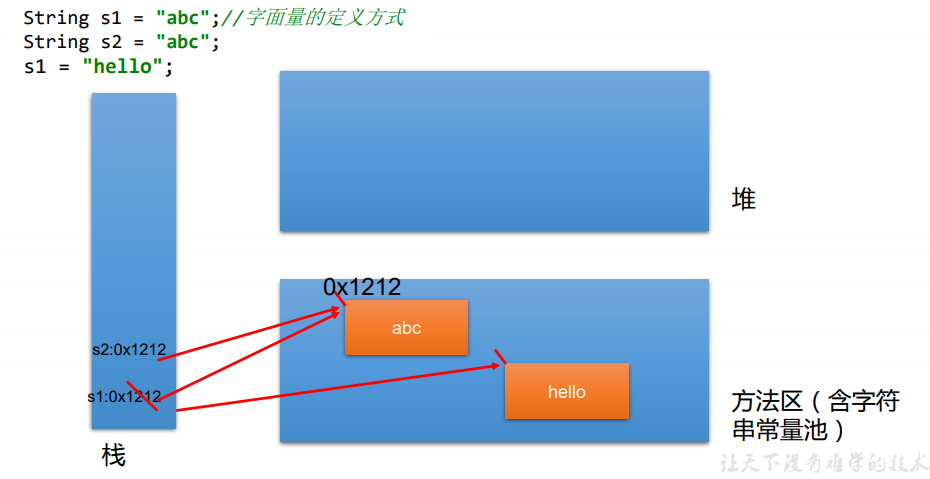 String s1 = "abc";//字面量的定义方式
String s2 = "abc";
s1 = "hello";
堆
0x1212
abc
s2:0x1212
hello
s1:0x1212
方法区（含字符
串常量池）
栈
让天下没有难学的技术